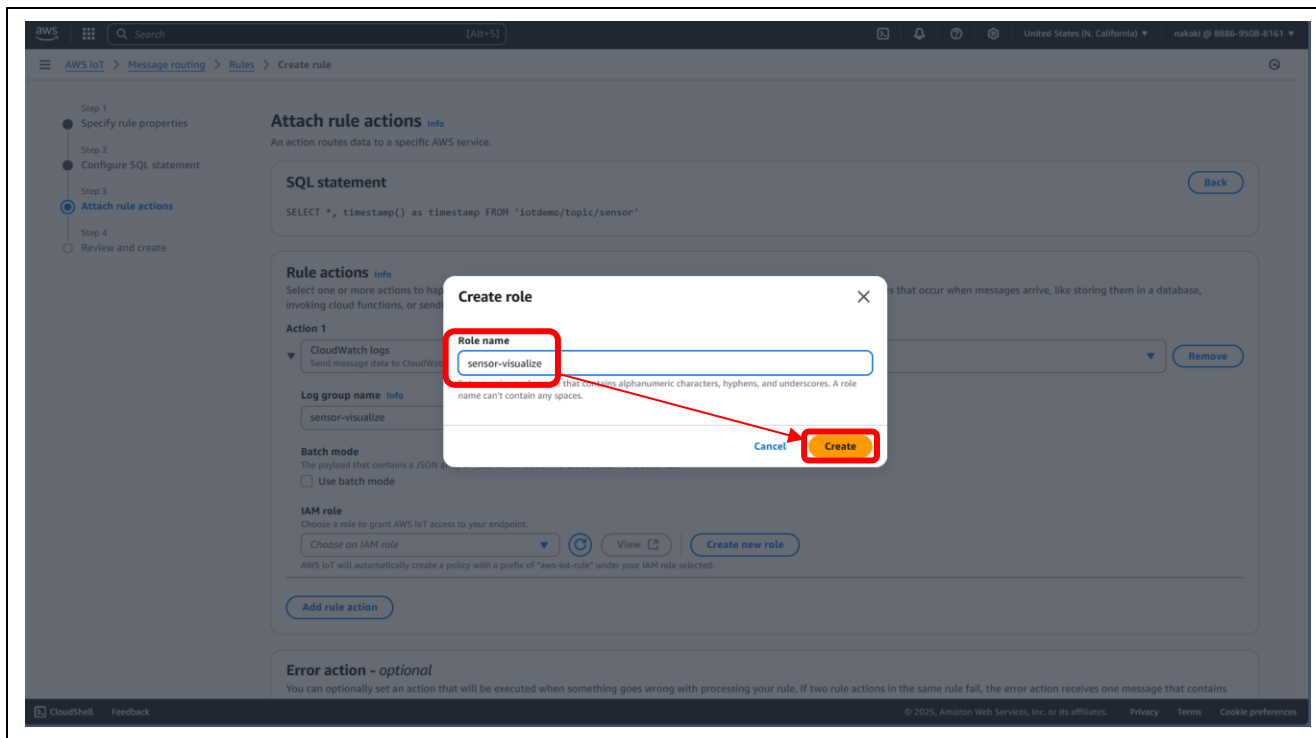 aws
Search
[Alt+S]
United States (N. California)
nakaki @ 8886-9508-8161
AWS IoT > Message routing > Rules > Create rule
Step 1
Specify rule properties
Step 2
Configure SQL statement
Step 3
Attach rule actions
Step 4
Review and create
Attach rule actions Info
An action routes data to a specific AWS service.
SQL statement
Back
SELECT *, timestamp() as timestamp FROM 'iotdemo/topic/sensor'
Rule actions Info
Select one or more actions to hap
s that occur when messages arrive, like storing them in a database,
invoking cloud functions, or sendi
Action 1
CloudWatch logs
Send message data to CloudWat
Remove
Log group name Info
sensor-visualize
Batch mode
The payload that contains a JSON a
Use batch mode
IAM role
Choose a role to grant AWS IoT access to your endpoint.
Choose an IAM role
View
Create new role
AWS IoT will automatically create a policy with a prefix of "aws-iot-rule" under your IAM role selected.
Add rule action
Error action - optional
You can optionally set an action that will be executed when something goes wrong with processing your rule. If two rule actions in the same rule fail, the error action receives one message that contains
Create role
Role name
sensor-visualize
that contains alphanumeric characters, hyphens, and underscores. A role
name can't contain any spaces.
Cancel
Create
CloudShell
Feedback
© 2025, Amazon Web Services, Inc. or its affiliates.
Privacy
Terms
Cookie preferences